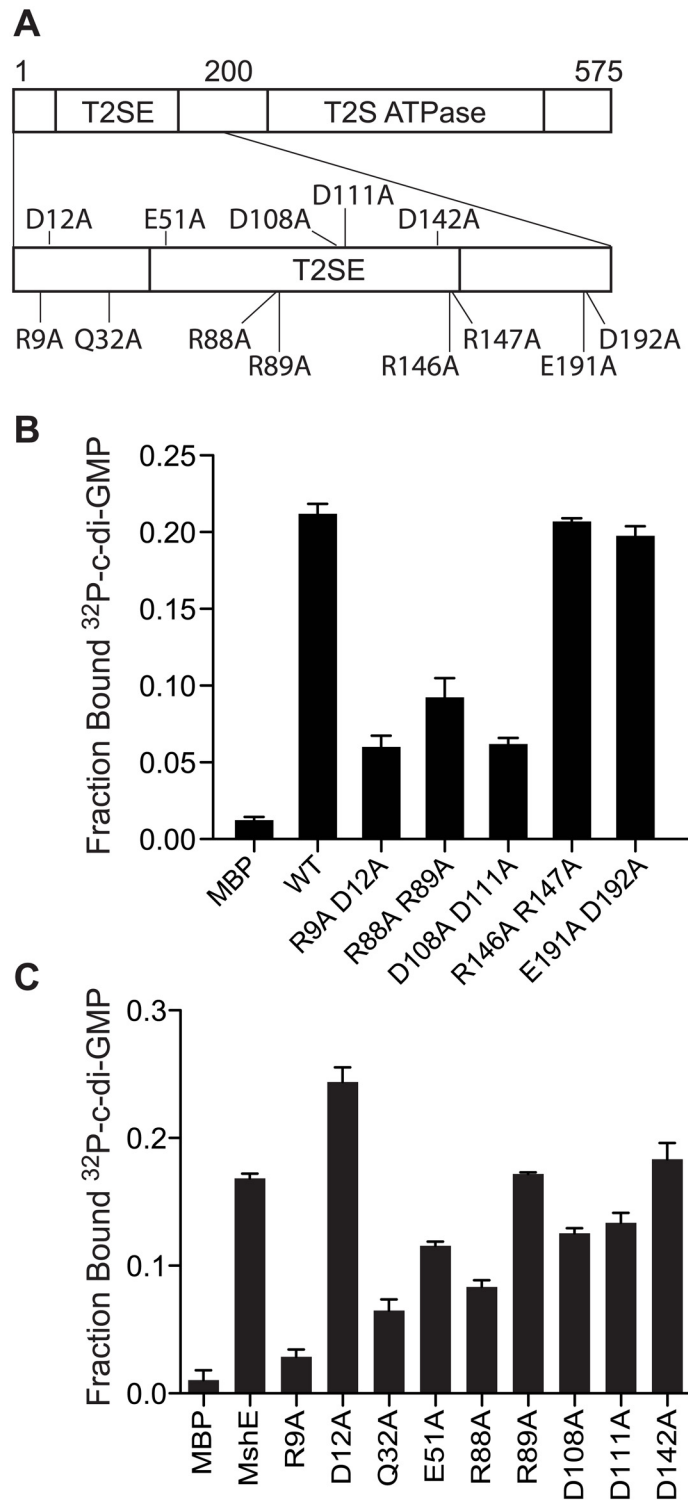 A
1 200 575
T2SE T2S ATPase
D111A
D12A E51A D108A D142A
T2SE
R9A Q32A R88A R147A D192A
R89A R146A E191A
B
Fraction Bound ³²P-c-di-GMP
0.25
0.20
0.15
0.10
0.05
0.00
MBP
WT
R9A D12A
R88A R89A
D108A D111A
R146A R147A
E191A D192A
C
Fraction Bound ³²P-c-di-GMP
0.3
0.2
0.1
0.0
MBP
MshE
R9A
D12A
Q32A
E51A
R88A
R89A
D108A
D111A
D142A